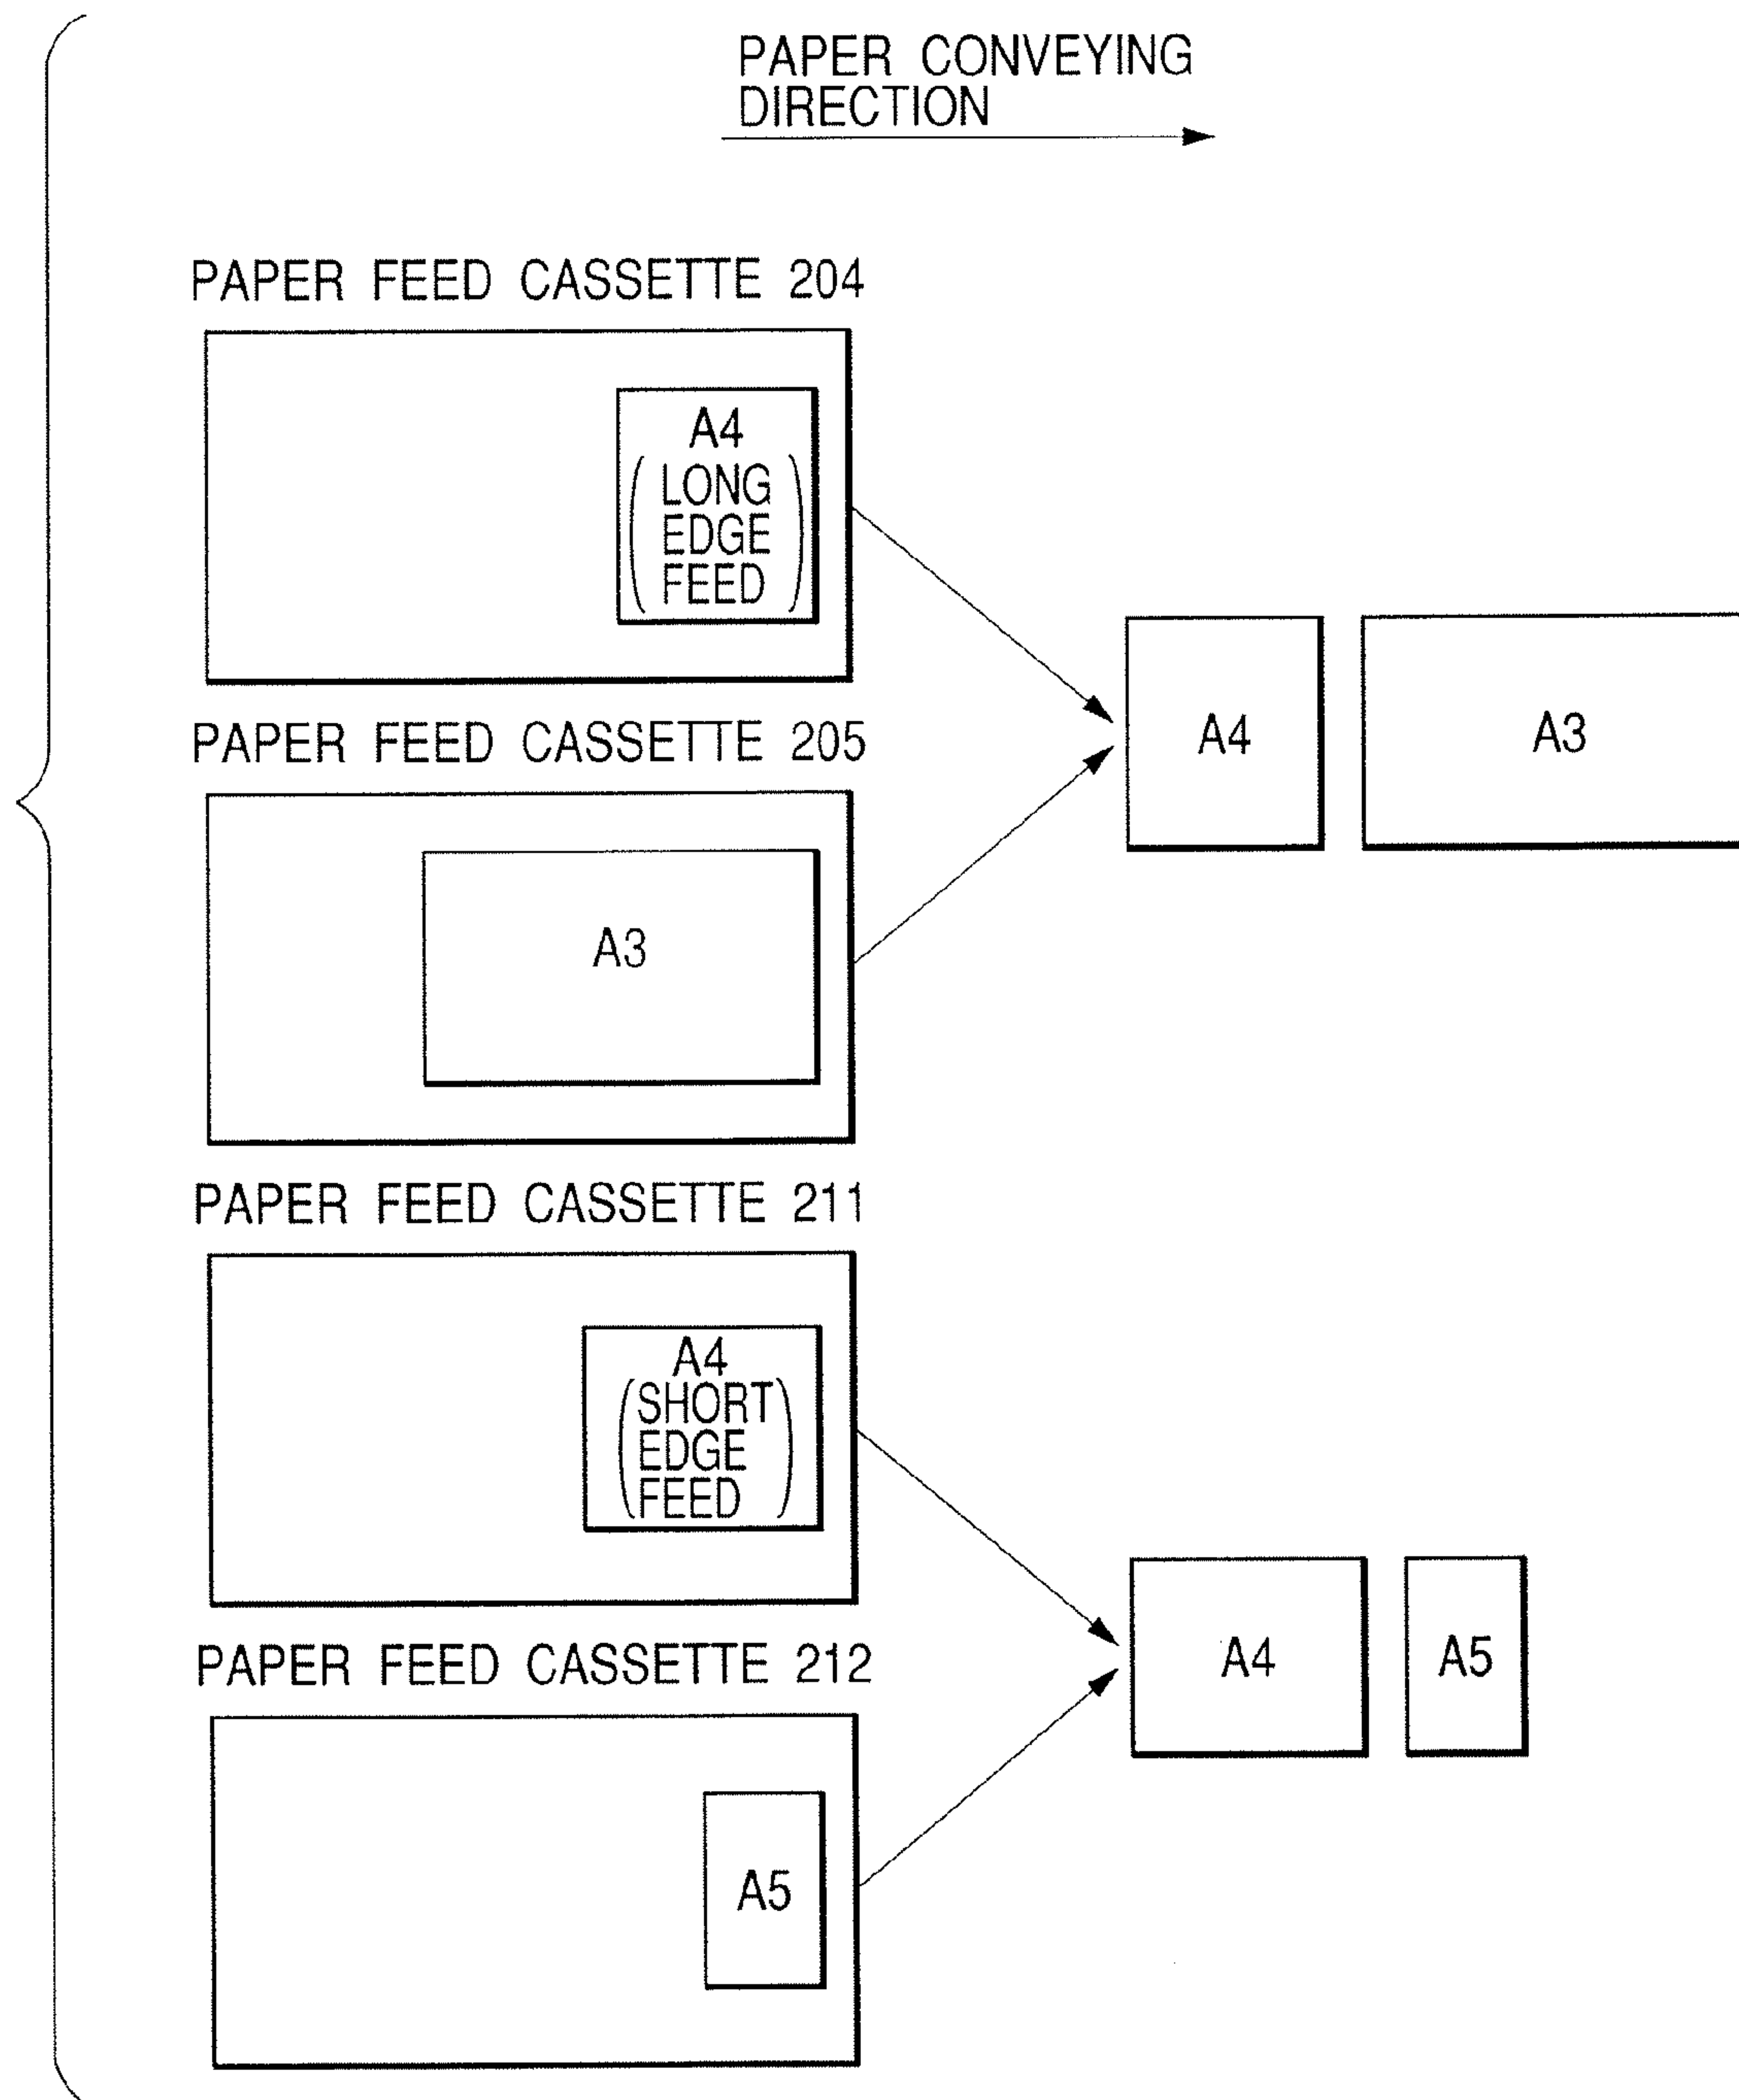 PAPER CONVEYING
DIRECTION
PAPER FEED CASSETTE 204
A4
(LONG
EDGE
FEED)
PAPER FEED CASSETTE 205
A3
A4
A3
PAPER FEED CASSETTE 211
A4
(SHORT
EDGE
FEED)
PAPER FEED CASSETTE 212
A5
A4
A5